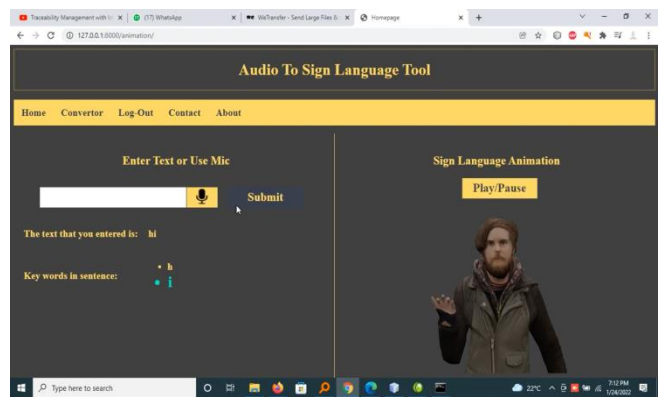 Traceability Management with Int
(17) WhatsApp
WeTransfer - Send Large Files &
Homepage
127.0.0.1:8000/animation/
Audio To Sign Language Tool
Home Convertor Log-Out Contact About
Enter Text or Use Mic
Sign Language Animation
Play/Pause
Submit
The text that you entered is: hi
Key words in sentence:
h
i
Type here to search
22°C
7:12 PM
1/24/2022